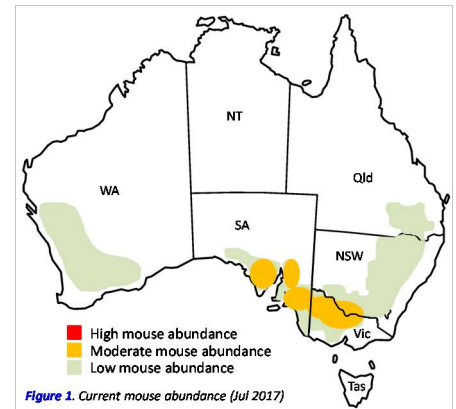 NT
Qld
WA
SA
NSW
Vic
Tas
High mouse abundance
Moderate mouse abundance
Low mouse abundance
Figure 1. Current mouse abundance (Jul 2017)